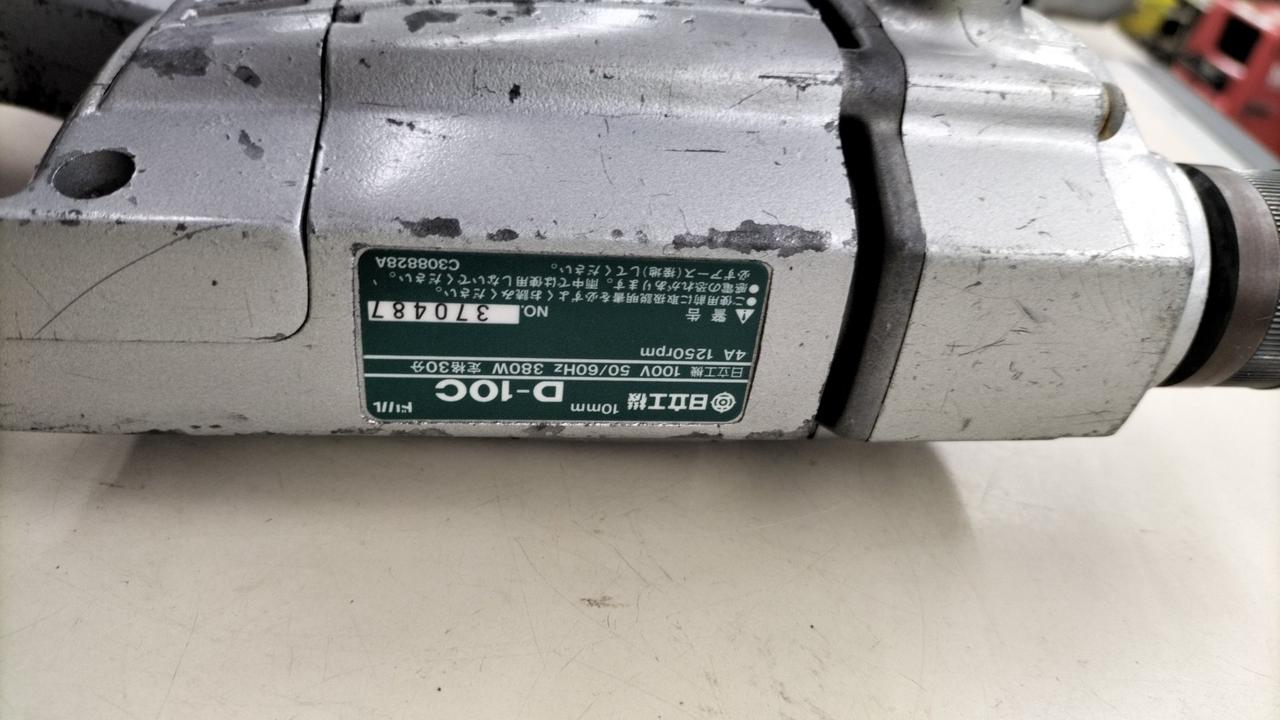 日立工機 10mm D-10C ドリル
日立工機 100V 50/60Hz 380W 定格30分
4A 1250rpm
警告 NO. 370487
●ご使用前に取扱説明書を必ずよくお読みください。
●感電の恐れがあります。雨中では使用しないでください、
必ずアース(接地)してください。 C308828A